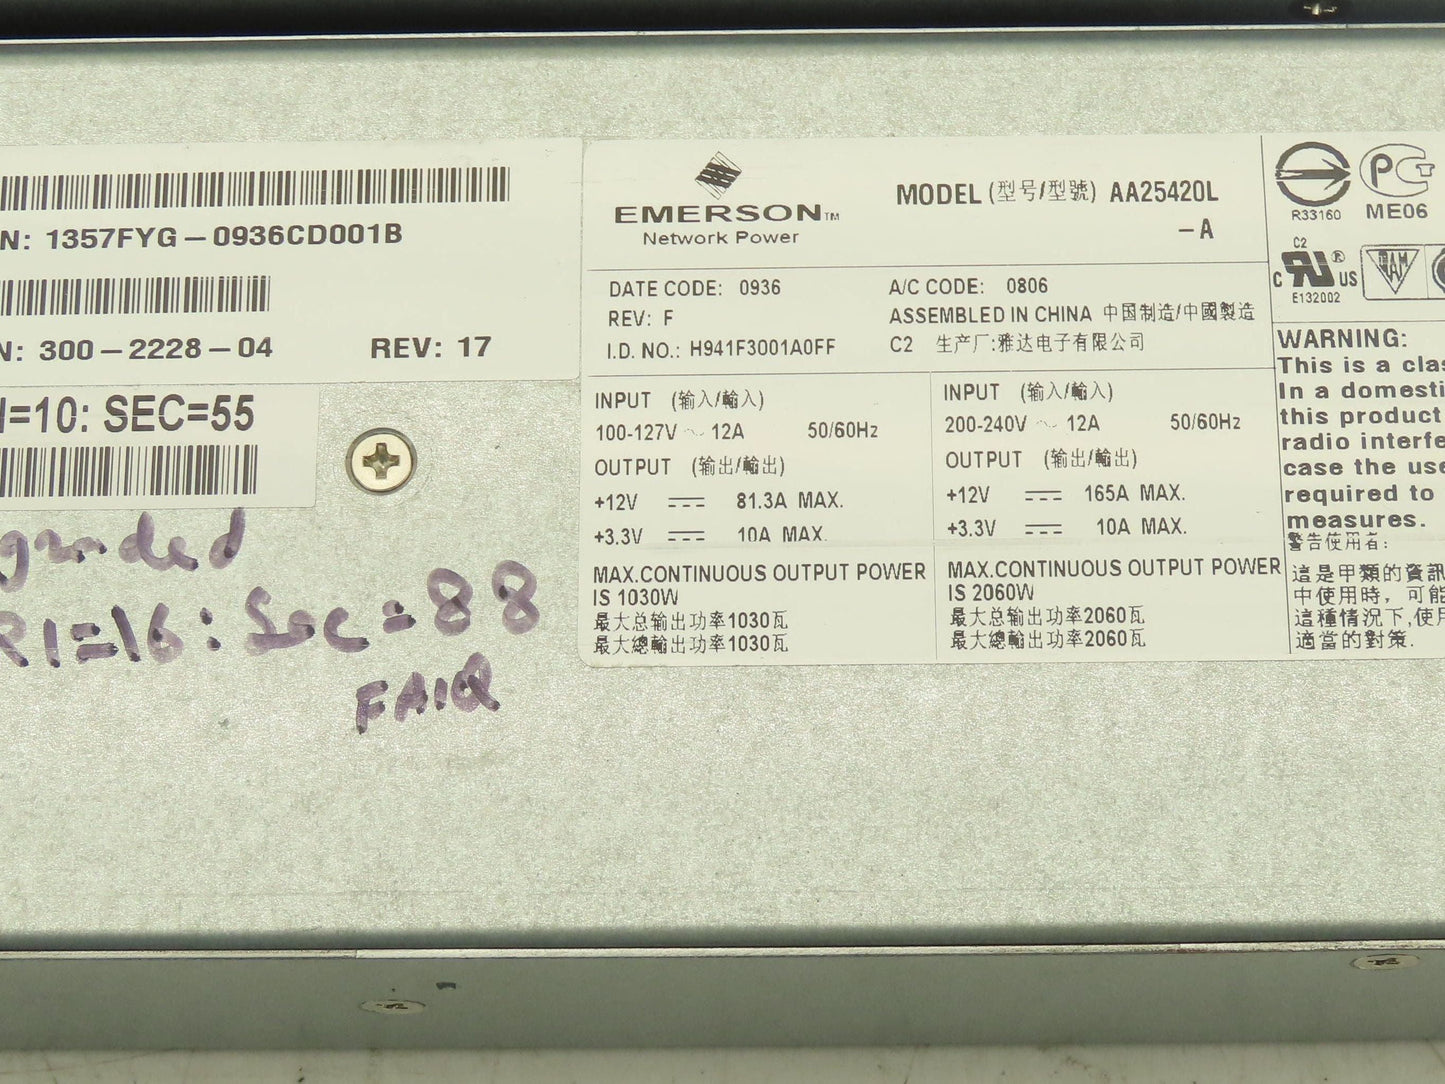 N: 1357FYG-0936CD001B
N: 300-2228-04 REV: 17
=10: SEC=55
graded
R1=16: Sec=88
FAIQ
EMERSON™
Network Power
MODEL (型号/型號) AA25420L
-A
DATE CODE: 0936
REV: F
I.D. NO.: H941F3001A0FF
A/C CODE: 0806
ASSEMBLED IN CHINA 中国制造/中國製造
C2 生产厂:雅达电子有限公司
INPUT (输入/輸入)
100-127V ~ 12A 50/60Hz
OUTPUT (输出/輸出)
+12V 81.3A MAX.
+3.3V 10A MAX.
MAX.CONTINUOUS OUTPUT POWER
IS 1030W
最大总输出功率1030瓦
最大總輸出功率1030瓦
INPUT (输入/輸入)
200-240V ~ 12A 50/60Hz
OUTPUT (输出/輸出)
+12V 165A MAX.
+3.3V 10A MAX.
MAX.CONTINUOUS OUTPUT POWER
IS 2060W
最大总输出功率2060瓦
最大總輸出功率2060瓦
R33160
PCT
ME06
C2
C RU® US
E132002
WARNING:
This is a clas
In a domesti
this product
radio interfe
case the use
required to
measures.
警告使用者:
這是甲類的資訊
中使用時，可能
這種情況下,使用
適當的對策.